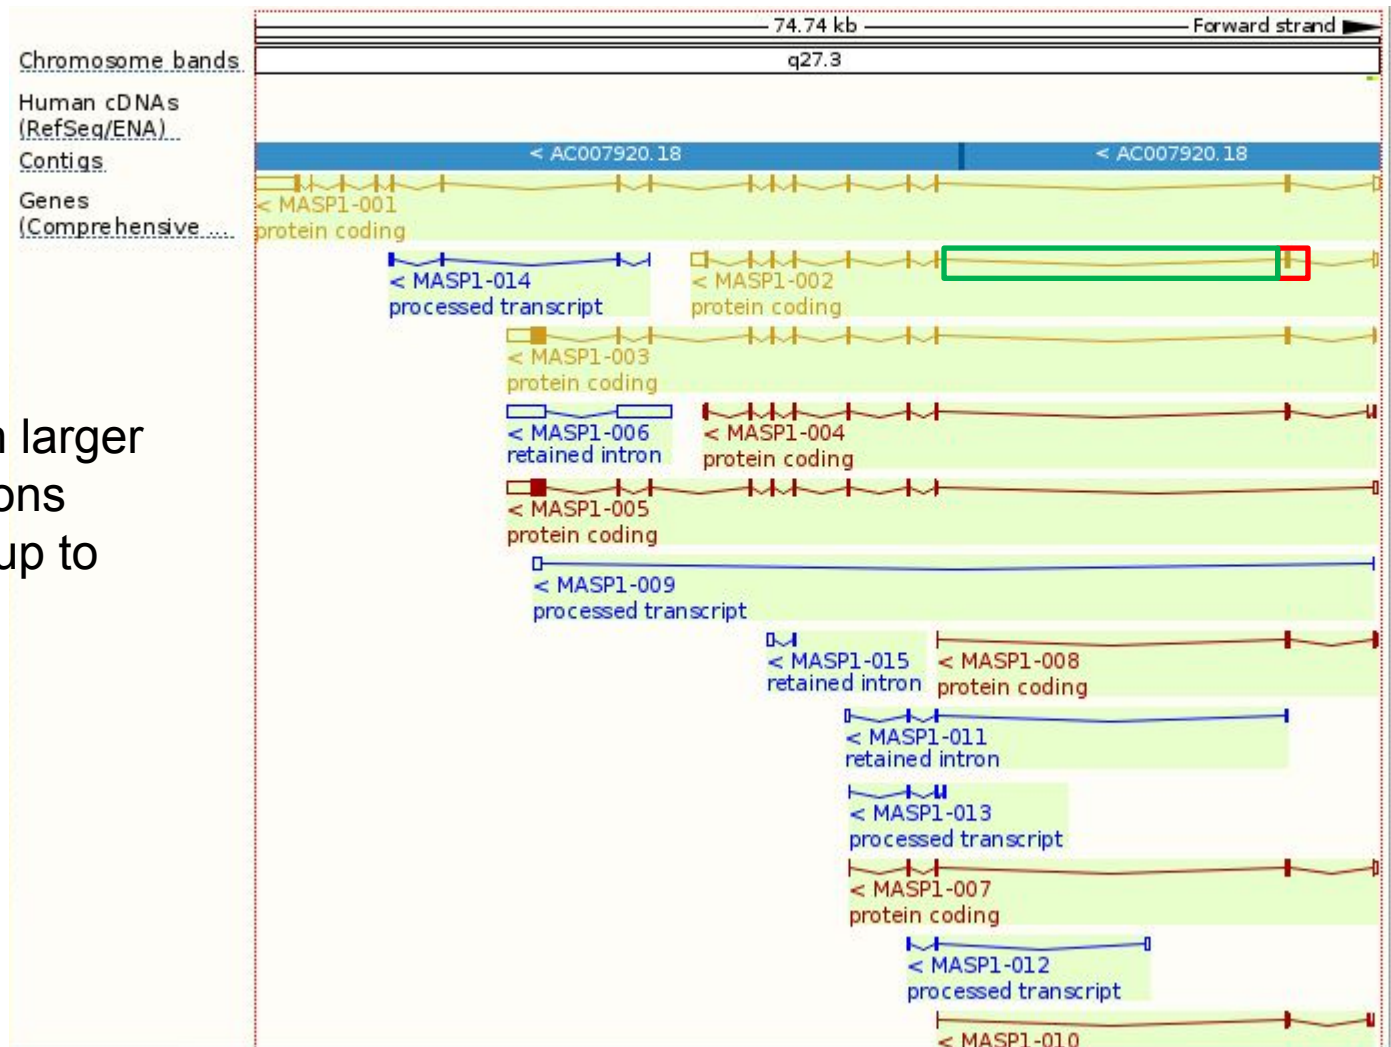 74.74 kb
Forward strand
Chromosome bands
q27.3
Human cDNAs
(RefSeq/ENA)
Contigs
< AC007920.18
< AC007920.18
Genes
(Comprehensive ...
< MASP1-001
protein coding
< MASP1-014
processed transcript
< MASP1-002
protein coding
< MASP1-003
protein coding
larger
ons
up to
< MASP1-006
retained intron
< MASP1-004
protein coding
< MASP1-005
protein coding
< MASP1-009
processed transcript
< MASP1-015
retained intron
< MASP1-008
protein coding
< MASP1-011
retained intron
< MASP1-013
processed transcript
< MASP1-007
protein coding
< MASP1-012
processed transcript
< MASP1-010